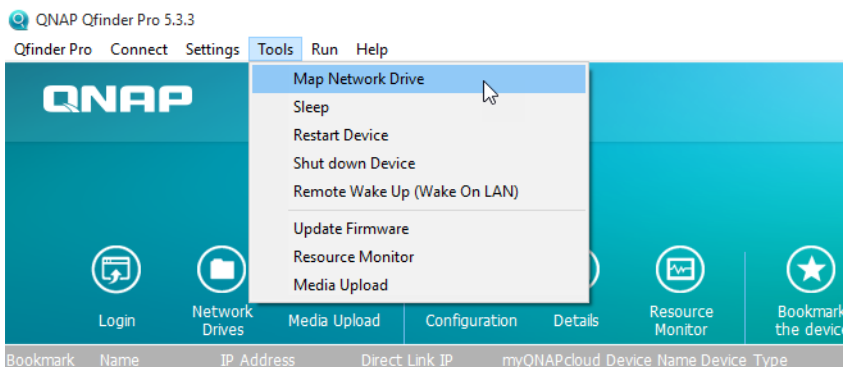 QNAP Qfinder Pro 5.3.3
Qfinder Pro Connect Settings Tools Run Help
QNAP
Map Network Drive
Sleep
Restart Device
Shut down Device
Remote Wake Up (Wake On LAN)
Update Firmware
Resource Monitor
Media Upload
Login
Network
Drives
Media Upload
Configuration
Details
Resource
Monitor
Bookmark
the device
Bookmark Name IP Address Direct Link IP myQNAPcloud Device Name Device Type